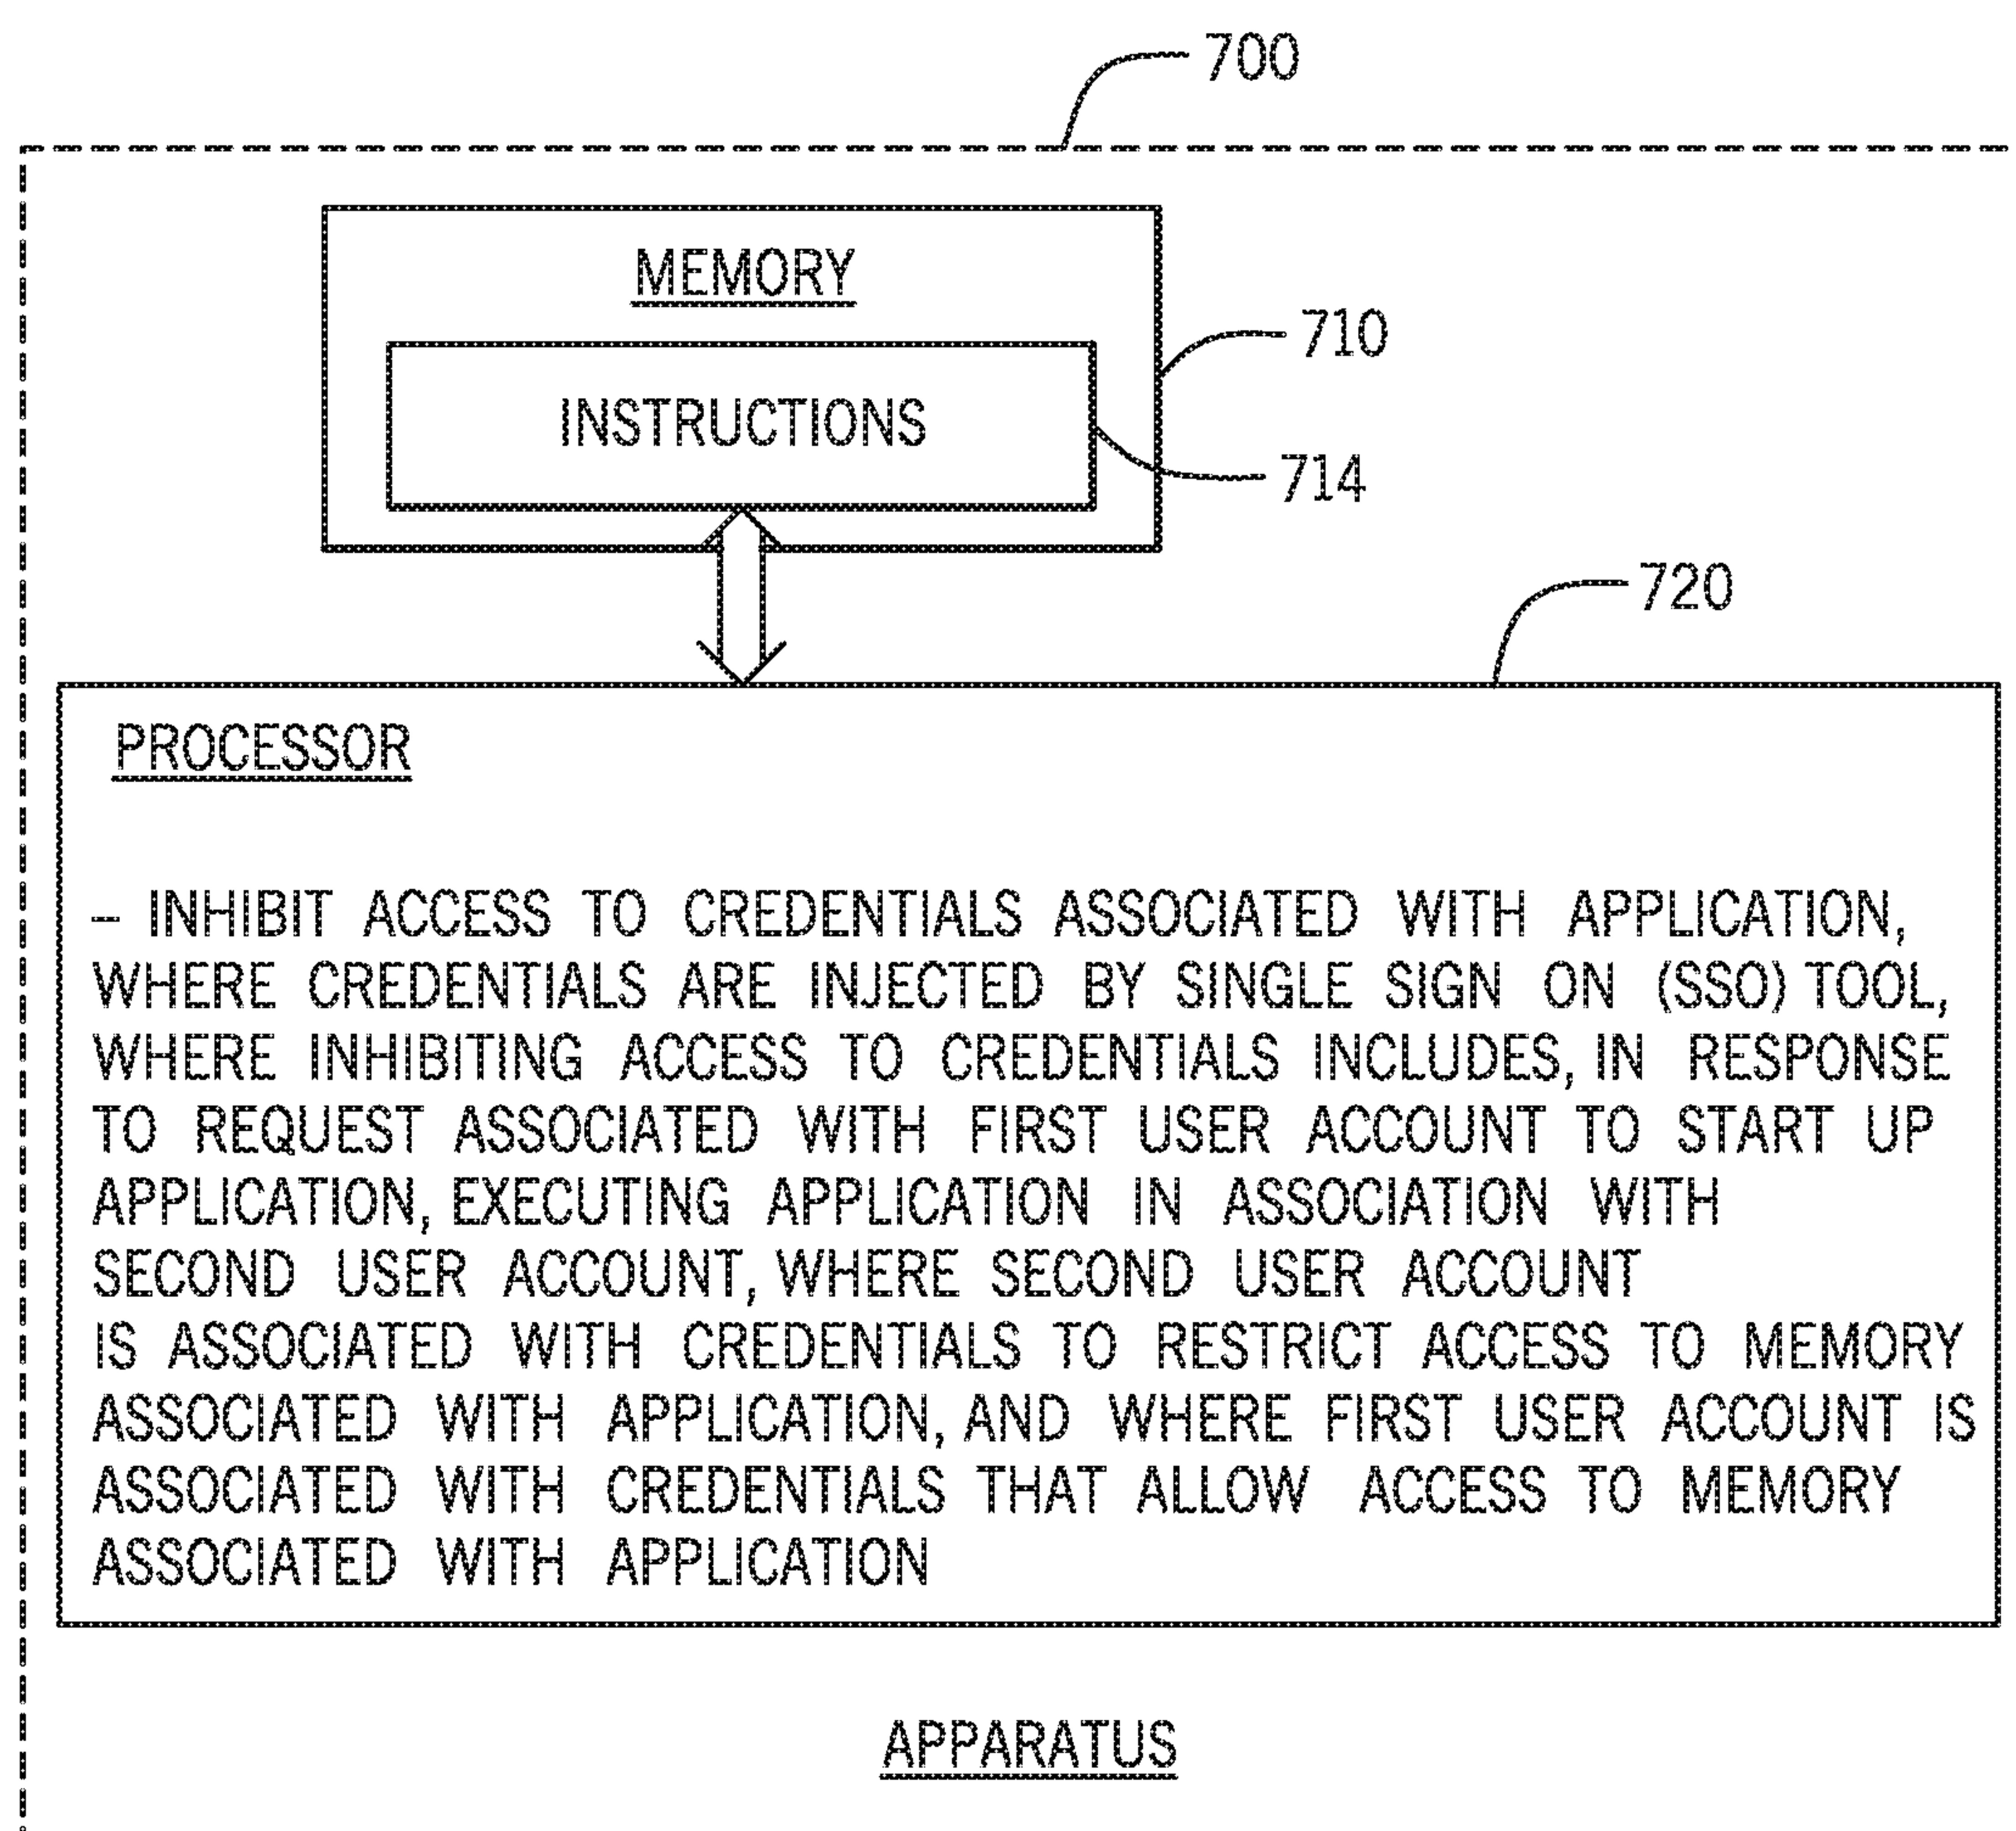 700
MEMORY
710
INSTRUCTIONS
714
720
PROCESSOR
– INHIBIT ACCESS TO CREDENTIALS ASSOCIATED WITH APPLICATION,
WHERE CREDENTIALS ARE INJECTED BY SINGLE SIGN ON (SSO) TOOL,
WHERE INHIBITING ACCESS TO CREDENTIALS INCLUDES, IN RESPONSE
TO REQUEST ASSOCIATED WITH FIRST USER ACCOUNT TO START UP
APPLICATION, EXECUTING APPLICATION IN ASSOCIATION WITH
SECOND USER ACCOUNT, WHERE SECOND USER ACCOUNT
IS ASSOCIATED WITH CREDENTIALS TO RESTRICT ACCESS TO MEMORY
ASSOCIATED WITH APPLICATION, AND WHERE FIRST USER ACCOUNT IS
ASSOCIATED WITH CREDENTIALS THAT ALLOW ACCESS TO MEMORY
ASSOCIATED WITH APPLICATION
APPARATUS